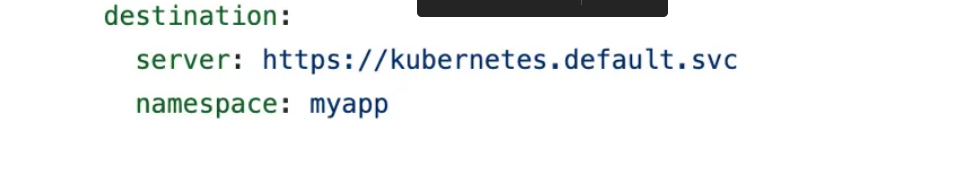 destination:
server: https://kubernetes.default.svc
namespace: myapp